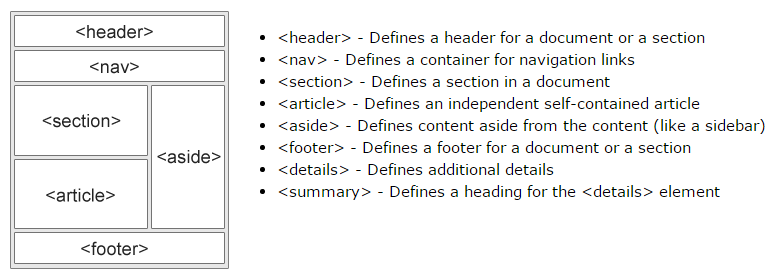 <header>
<nav>
<section>
<aside>
<article>
<footer>
<header> - Defines a header for a document or a section
<nav> - Defines a container for navigation links
<section> - Defines a section in a document
<article> - Defines an independent self-contained article
<aside> - Defines content aside from the content (like a sidebar)
<footer> - Defines a footer for a document or a section
<details> - Defines additional details
<summary> - Defines a heading for the <details> element